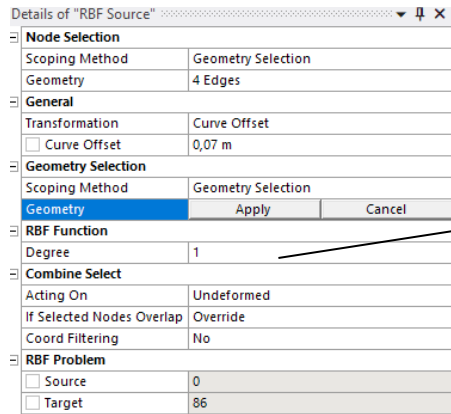 Details of "RBF Source"
Node Selection
Scoping Method Geometry Selection
Geometry 4 Edges
General
Transformation Curve Offset
Curve Offset 0,07 m
Geometry Selection
Scoping Method Geometry Selection
Geometry Apply Cancel
RBF Function
Degree 1
Combine Select
Acting On Undeformed
If Selected Nodes Overlap Override
Coord Filtering No
RBF Problem
Source 0
Target 86